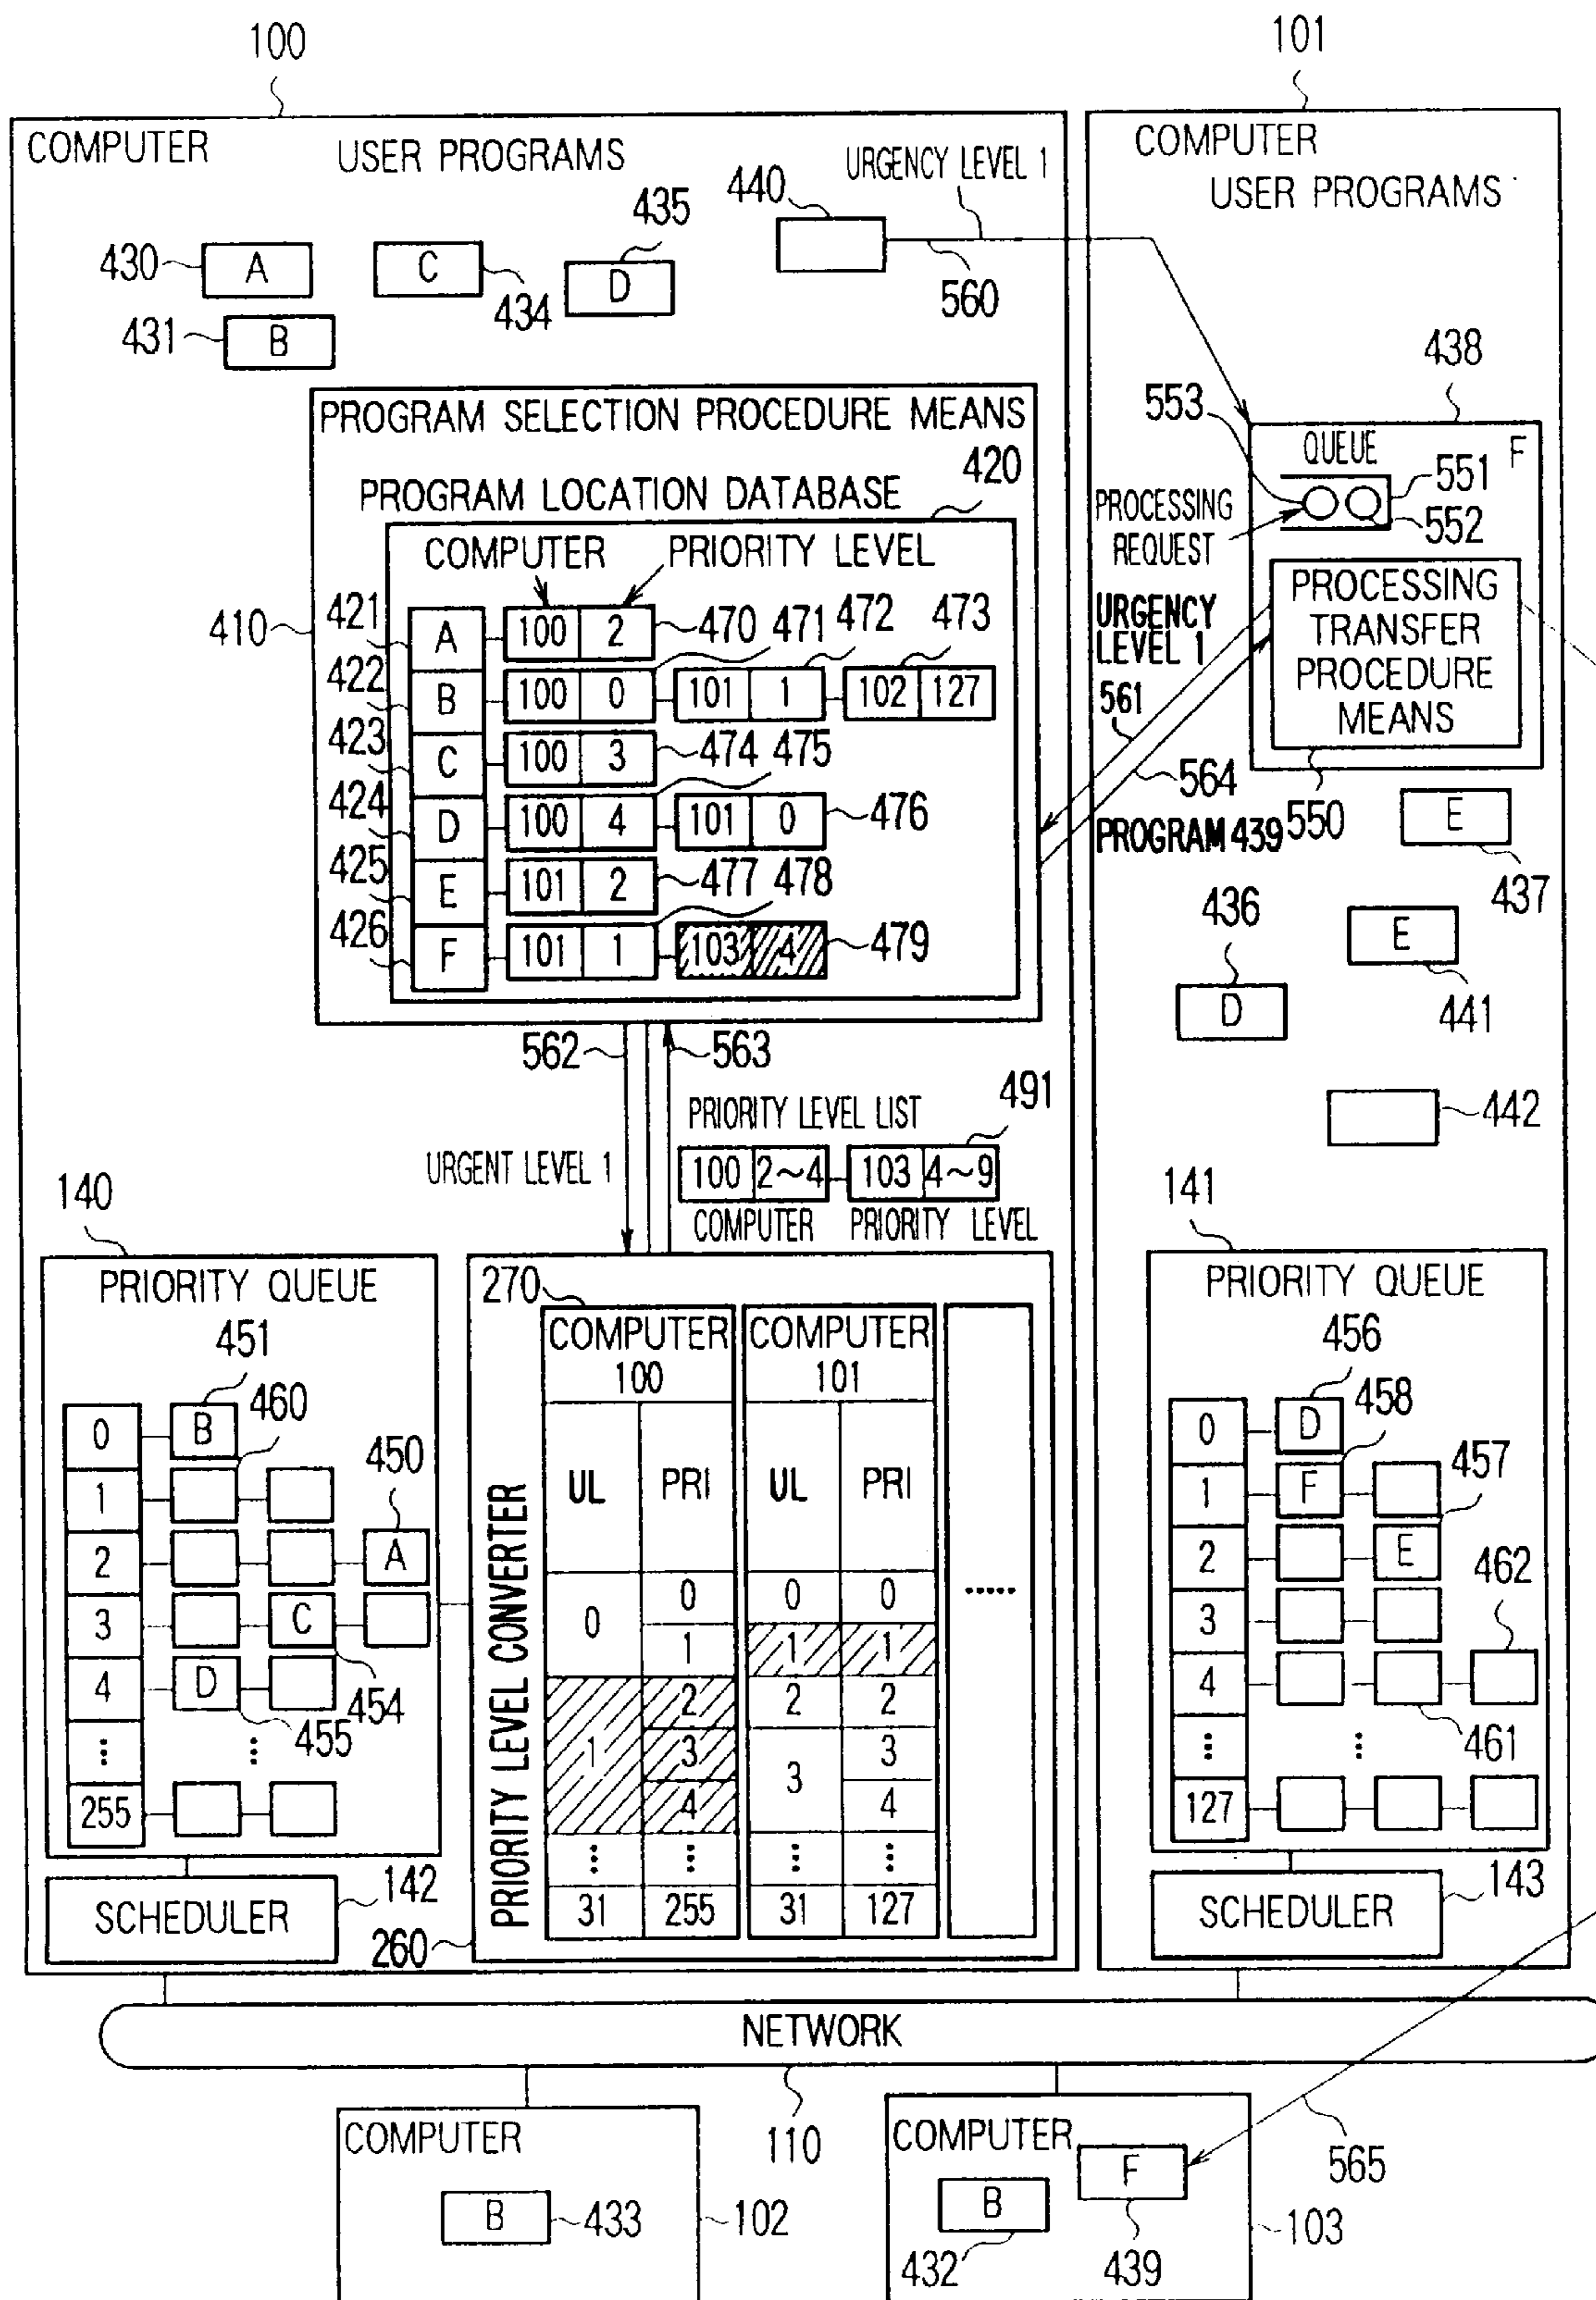 100
101
COMPUTER
USER PROGRAMS
URGENCY LEVEL 1
COMPUTER
USER PROGRAMS
440
435
430
A
C
434
D
560
431
B
438
553
QUEUE
F
551
552
PROCESSING
REQUEST
PROCESSING
TRANSFER
PROCEDURE
MEANS
URGENCY
LEVEL 1
561
564
PROGRAM 439
550
PROGRAM SELECTION PROCEDURE MEANS
420
PROGRAM LOCATION DATABASE
COMPUTER
PRIORITY LEVEL
410
421
A
100
2
470
471
472
473
422
B
100
0
101
1
102
127
423
C
100
3
474
475
424
D
100
4
101
0
476
425
E
101
2
477
478
426
F
101
1
103
4
479
E
437
E
441
436
D
442
562
563
491
PRIORITY LEVEL LIST
URGENT LEVEL 1
100
2~4
103
4~9
COMPUTER
PRIORITY LEVEL
140
PRIORITY QUEUE
451
460
450
0
B
1
2
A
3
C
4
D
454
455
⋮
⋮
255
142
SCHEDULER
270
PRIORITY LEVEL CONVERTER
260
COMPUTER
100
COMPUTER
101
UL
PRI
UL
PRI
0
0
0
0
1
1
1
1
2
2
2
3
3
3
4
4
⋮
⋮
⋮
⋮
31
255
31
127
.....
141
PRIORITY QUEUE
456
458
457
462
0
D
1
F
2
E
3
4
461
⋮
⋮
127
143
SCHEDULER
NETWORK
110
COMPUTER
B
433
102
COMPUTER
F
B
432
439
103
565